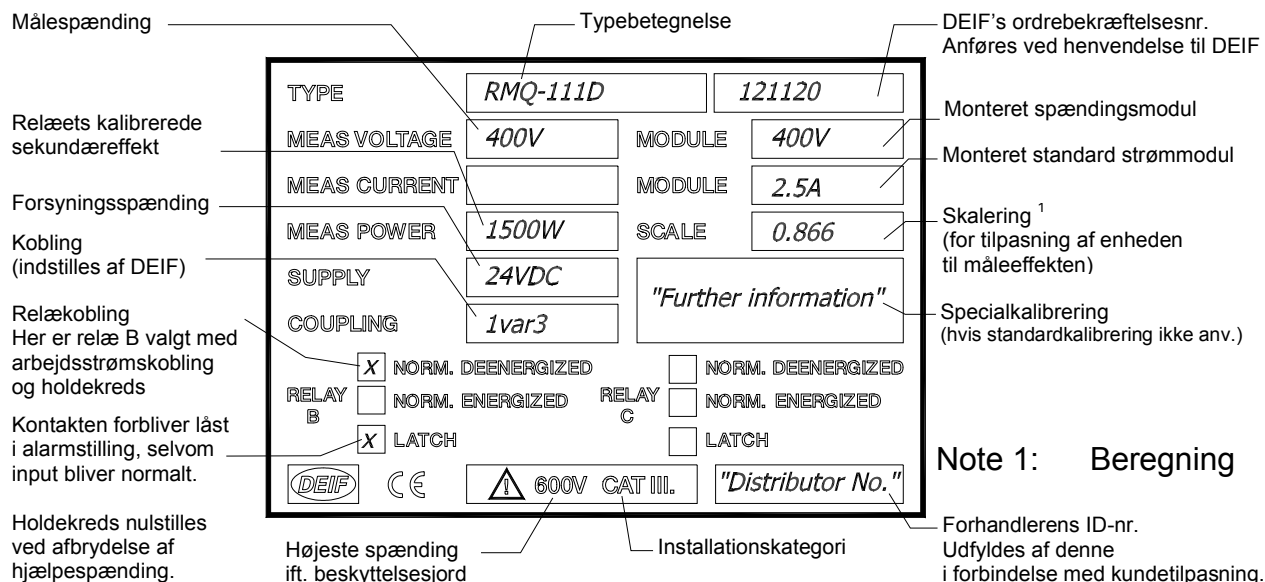 Målespænding
Typebetegnelse
DEIF's ordrebekræftelsesnr.
Anføres ved henvendelse til DEIF
TYPE RMQ-111D 121120
Relæets kalibrerede
sekundæreffekt
MEAS VOLTAGE 400V MODULE 400V
Monteret spændingsmodul
MEAS CURRENT MODULE 2.5A
Monteret standard strømmodul
Forsyningsspænding
MEAS POWER 1500W SCALE 0.866
Skalering 1
(for tilpasning af enheden
til måleeffekten)
Kobling
(indstilles af DEIF)
SUPPLY 24VDC
"Further information"
COUPLING 1var3
Specialkalibrering
(hvis standardkalibrering ikke anv.)
Relækobling
Her er relæ B valgt med
arbejdsstrømskobling
og holdekreds
X NORM. DEENERGIZED NORM. DEENERGIZED
RELAY B NORM. ENERGIZED RELAY C NORM. ENERGIZED
X LATCH LATCH
Kontakten forbliver låst
i alarmstilling, selvom
input bliver normalt.
Note 1: Beregning
DEIF CE 600V CAT III. "Distributor No."
Holdekreds nulstilles
ved afbrydelse af
hjælpespænding.
Højeste spænding
ift. beskyttelsesjord
Installationskategori
Forhandlerens ID-nr.
Udfyldes af denne
i forbindelse med kundetilpasning.